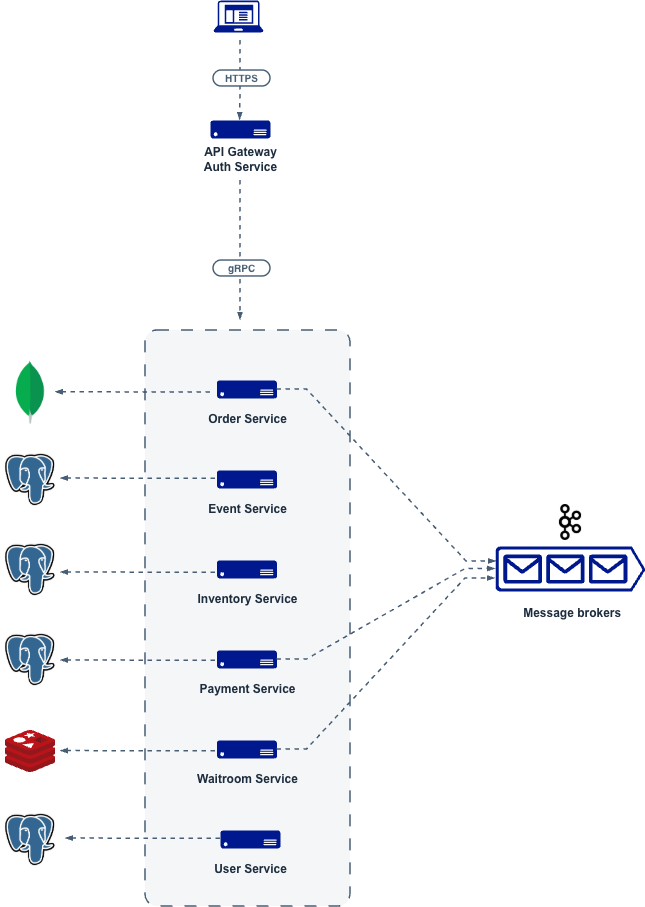 HTTPS
API Gateway
Auth Service
gRPC
Order Service
Event Service
Inventory Service
Message brokers
Payment Service
Waitroom Service
User Service